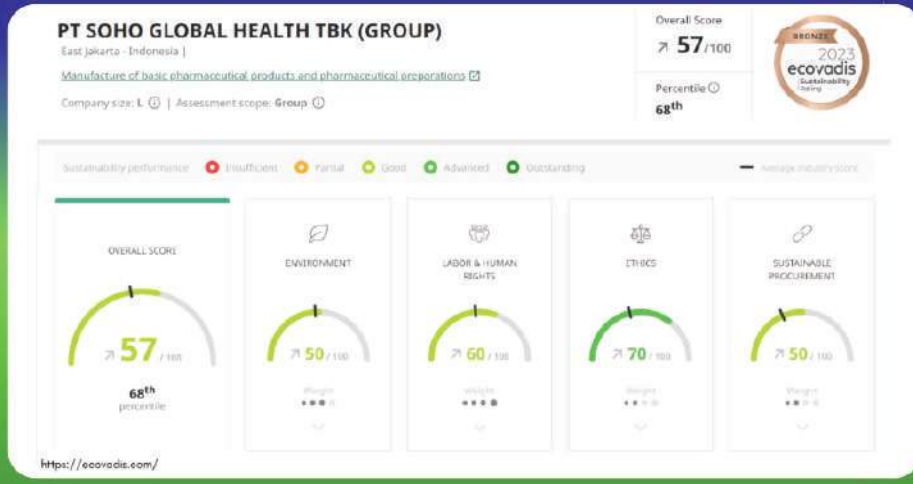 PT SOHO GLOBAL HEALTH TBK (GROUP)
East Jakarta - Indonesia |
Manufacture of basic pharmaceutical products and pharmaceutical preparations
Company size: L | Assessment scope: Group
Overall Score
57/100
Percentile
68th
BRONZE
2023
ecovadis
Sustainability
Rating
Sustainability performance Insufficient Partial Good Advanced Outstanding Average industry score
OVERALL SCORE
57 / 100
68th
percentile
ENVIRONMENT
50 / 100
Weight
LABOR & HUMAN
RIGHTS
60 / 100
Weight
ETHICS
70 / 100
Weight
SUSTAINABLE
PROCUREMENT
50 / 100
Weight
https://ecovadis.com/